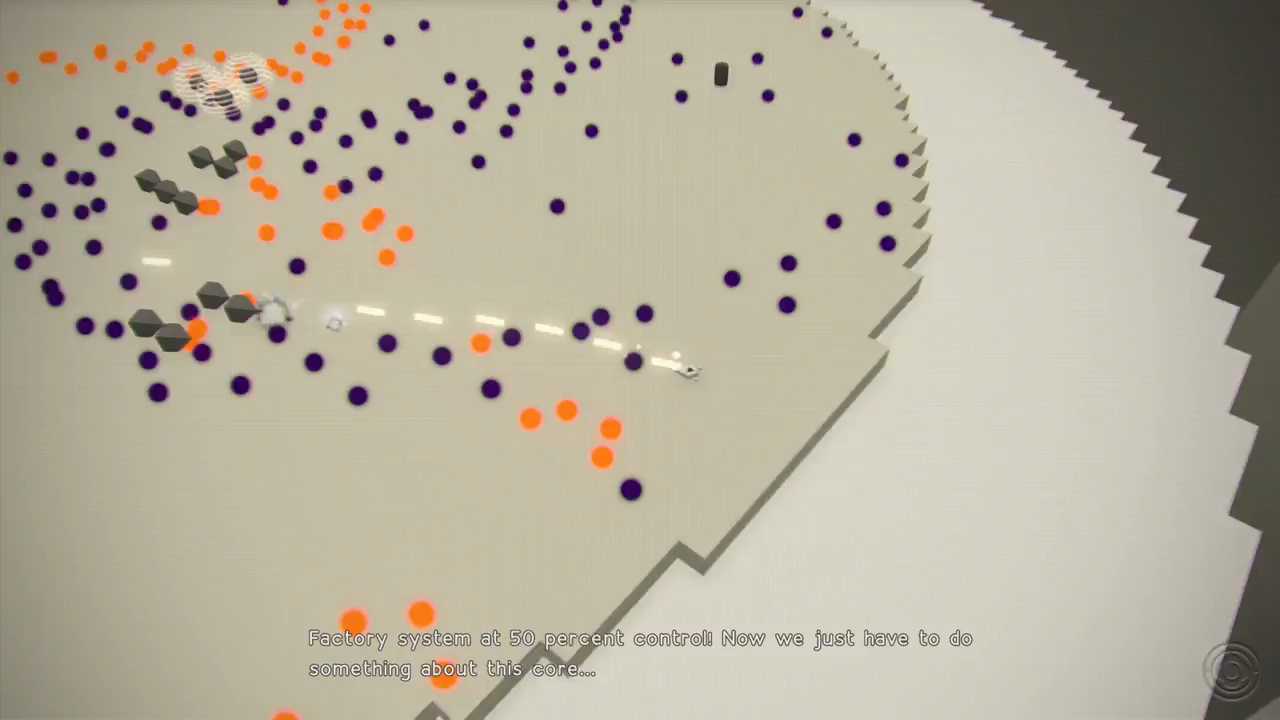 Factory system at 50 percent control! Now we just have to do
something about this core...